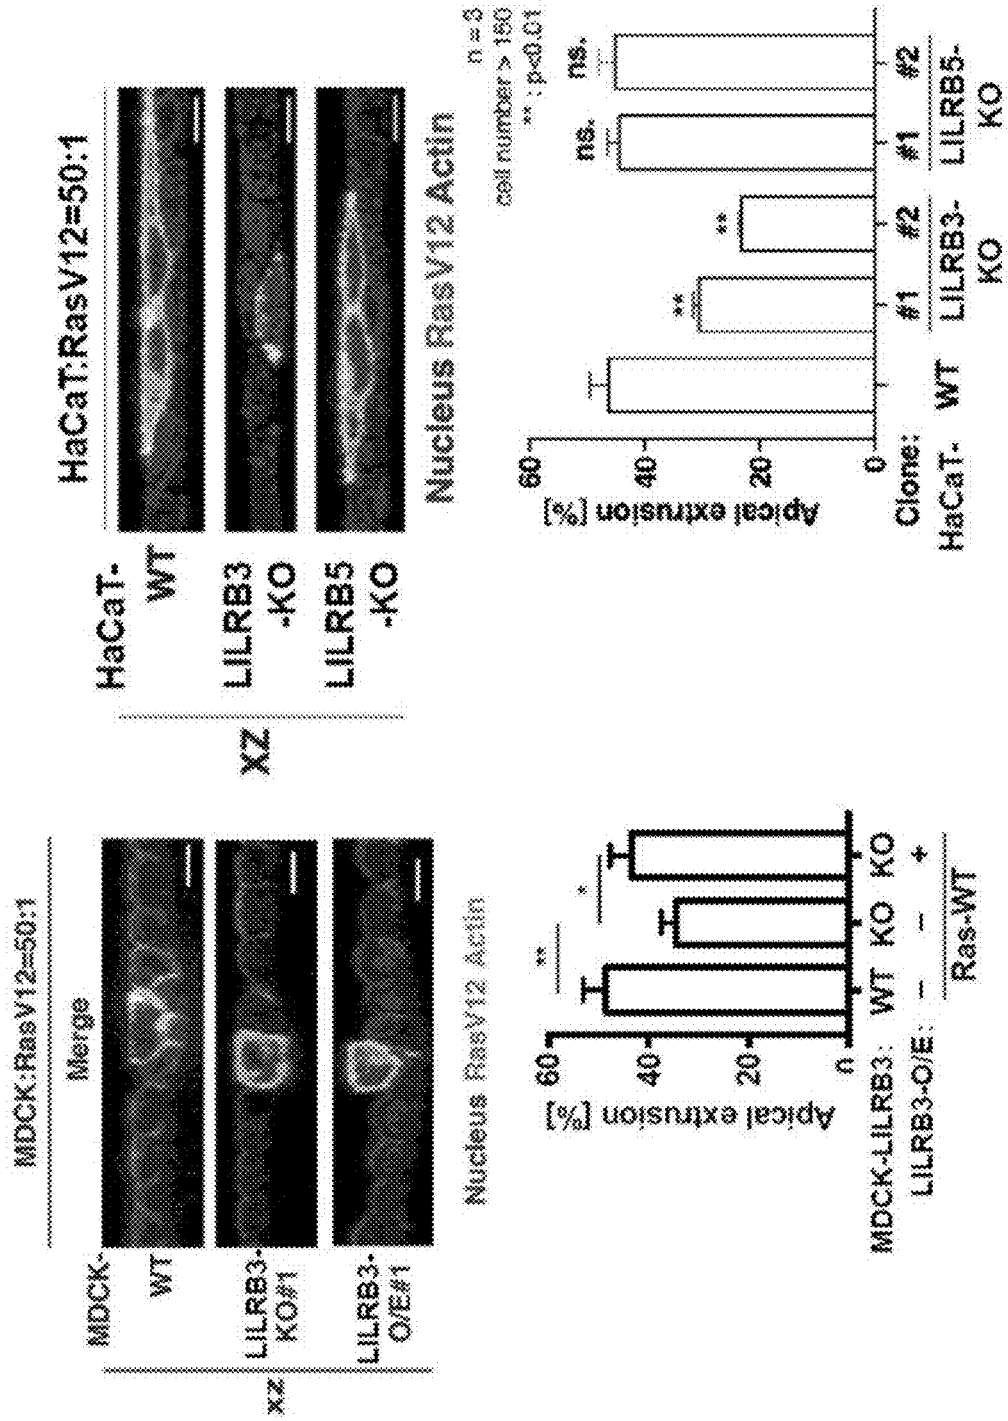 MDCK:RasV12=50:1
Merge
MDCK-
WT
LILRB3-
KO#1
LILRB3-
O/E#1
XZ
Nucleus RasV12 Actin
Apical extrusion [%]
60
40
20
n
**
*
MDCK-LILRB3: WT KO KO
LILRB3-O/E: − − +
Ras-WT
HaCaT:RasV12=50:1
HaCaT-
WT
LILRB3
-KO
LILRB5
-KO
XZ
Nucleus RasV12 Actin
n = 3
cell number > 150
** : p<0.01
Apical extrusion [%]
60
40
20
0
** ** ns. ns.
Clone: #1 #2 #1 #2
HaCaT- WT LILRB3- LILRB5-
KO KO